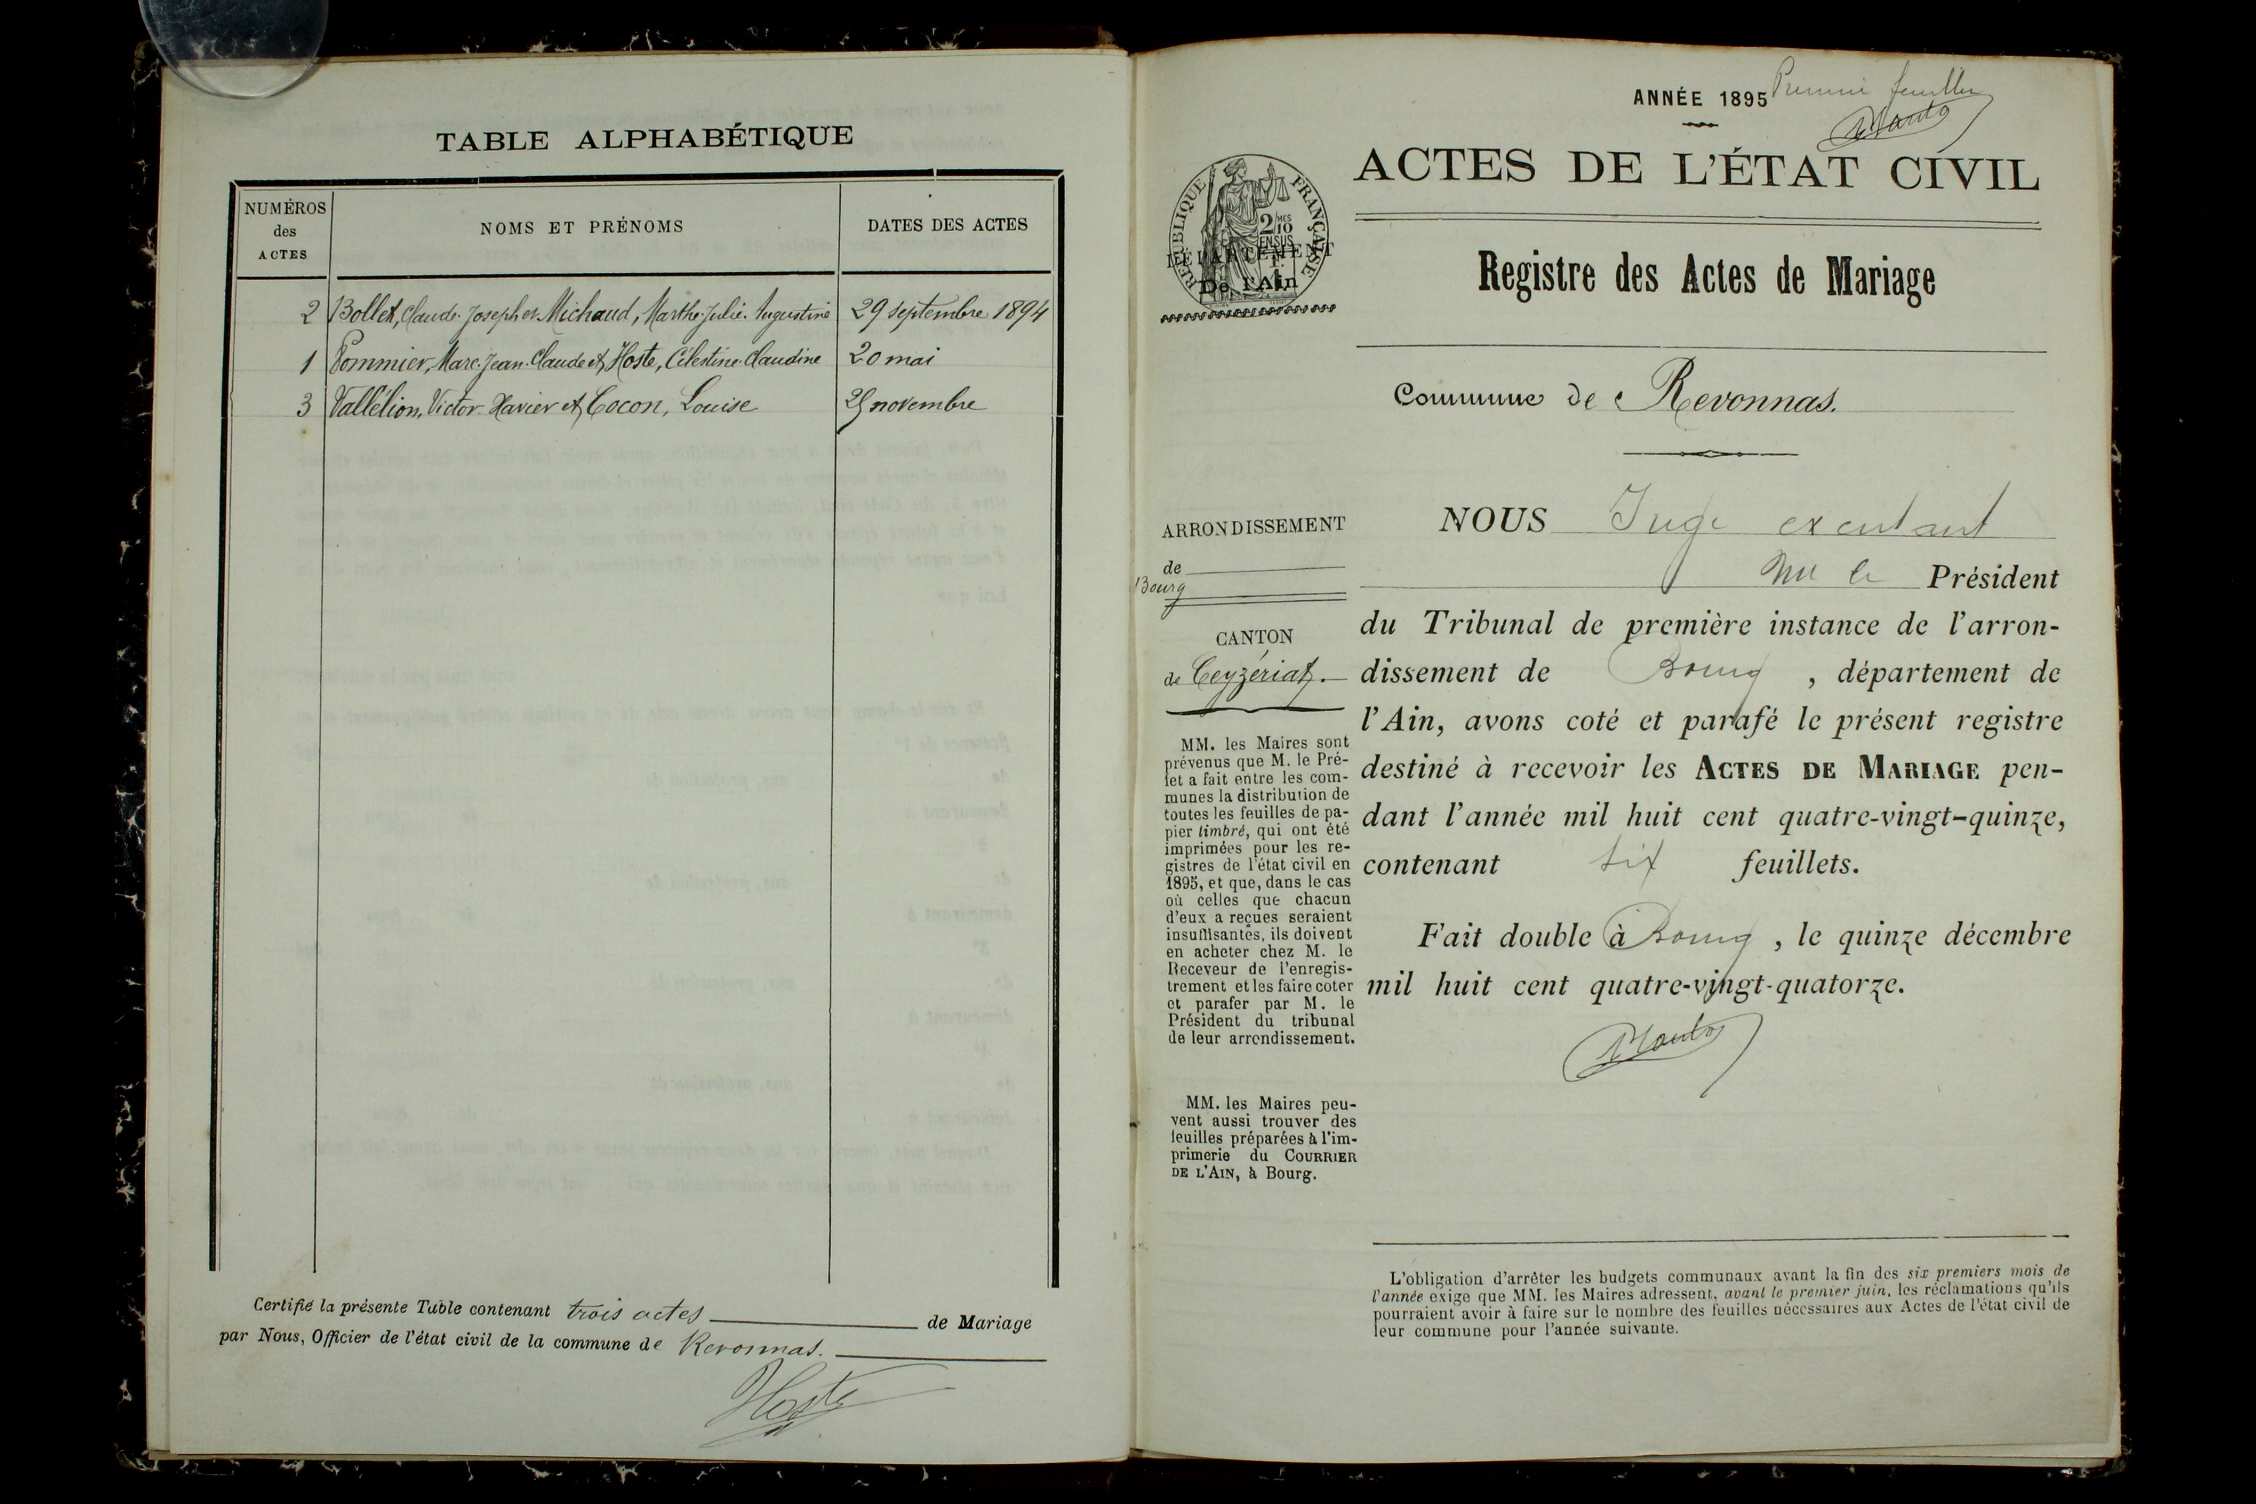 TABLE ALPHABÉTIQUE
NUMÉROS des ACTES
NOMS ET PRÉNOMS
DATES DES ACTES
2 Bollet, Claude Joseph et Michaud, Marthe Julie Augustine 29 septembre 1894
1 Pommier, Marc Jean Claude et Hoste, Célestine Claudine 20 mai
3 Vallélion, Victor Xavier et Cocon, Louise novembre
Certifié la présente Table contenant trois actes de Mariage
par Nous, Officier de l'état civil de la commune de Revonnas.
Hoste
ANNÉE 1895
Premier feuillet
ACTES DE L'ÉTAT CIVIL
RÉPUBLIQUE FRANÇAISE
2 MES 10
EN SUS
DÉPARTEMENT
De l'Ain
Registre des Actes de Mariage
Commune de Revonnas.
ARRONDISSEMENT
de
Bourg
CANTON
de Ceyzériat.
MM. les Maires sont
prévenus que M. le Pré-
fet a fait entre les com-
munes la distribution de
toutes les feuilles de pa-
pier timbré, qui ont été
imprimées pour les re-
gistres de l'état civil en
1895, et que, dans le cas
où celles que chacun
d'eux a reçues seraient
insuffisantes, ils doivent
en acheter chez M. le
Receveur de l'enregis-
trement et les faire coter
et parafer par M. le
Président du tribunal
de leur arrondissement.
MM. les Maires peu-
vent aussi trouver des
feuilles préparées à l'im-
primerie du COURRIER
DE L'AIN, à Bourg.
NOUS Juge
Président
du Tribunal de première instance de l'arron-
dissement de Bourg, département de
l'Ain, avons coté et parafé le présent registre
destiné à recevoir les ACTES DE MARIAGE pen-
dant l'année mil huit cent quatre-vingt-quinze,
contenant six feuillets.
Fait double à Bourg, le quinze décembre
mil huit cent quatre-vingt-quatorze.
L'obligation d'arrêter les budgets communaux avant la fin des six premiers mois de
l'année exige que MM. les Maires adressent, avant le premier juin, les réclamations qu'ils
pourraient avoir à faire sur le nombre des feuilles nécessaires aux Actes de l'état civil de
leur commune pour l'année suivante.